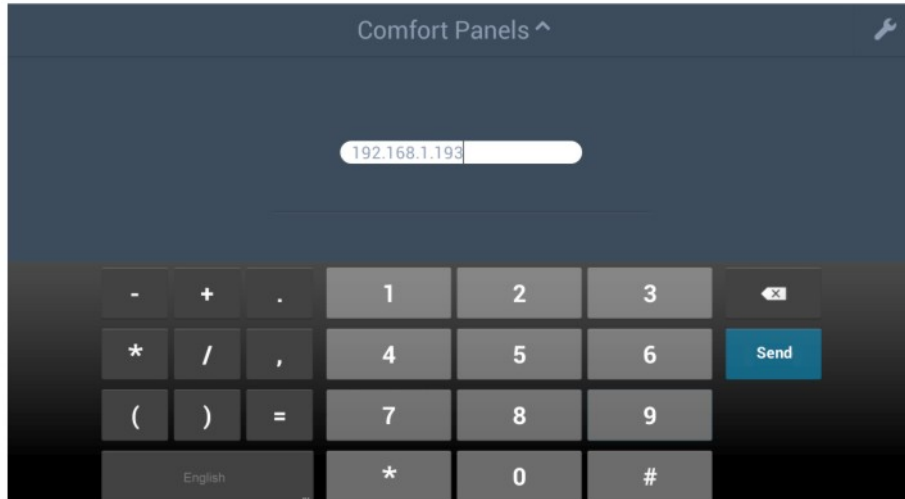 Comfort Panels ^
192.168.1.193
- + . 1 2 3
* / , 4 5 6 Send
( ) = 7 8 9
English * 0 #